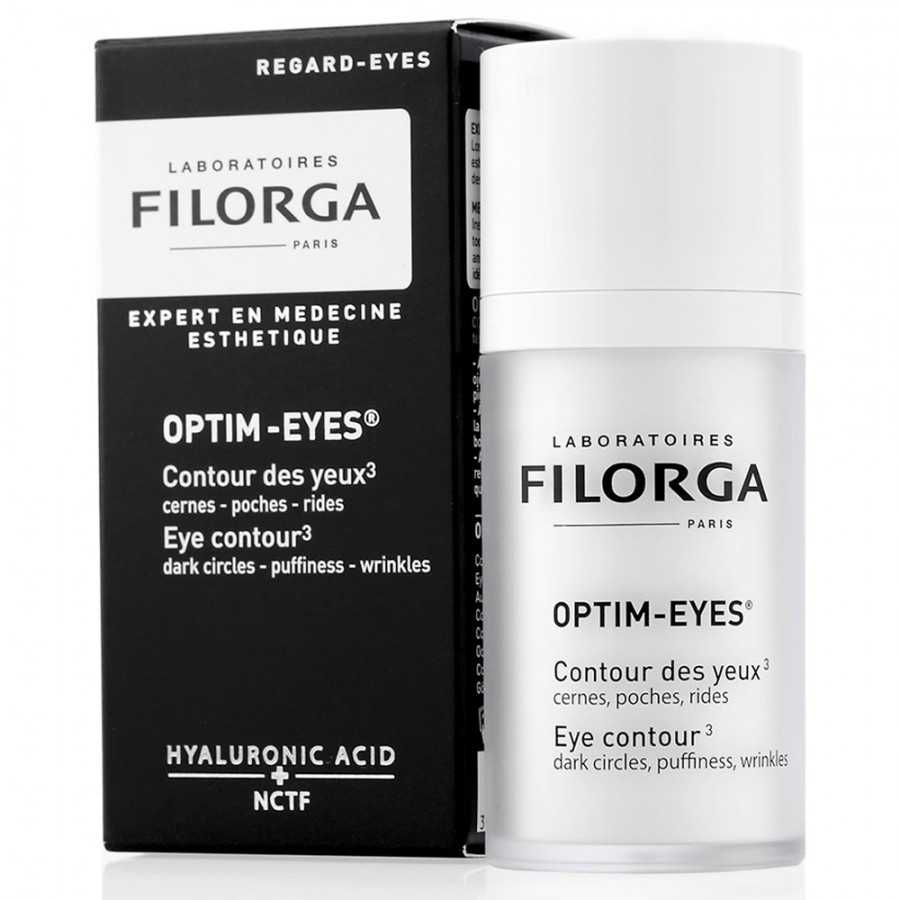 REGARD-EYES
LABORATOIRES
FILORGA
PARIS
EXPERT EN MEDECINE
ESTHETIQUE
OPTIM-EYES®
Contour des yeux³
cernes - poches - rides
Eye contour³
dark circles - puffiness - wrinkles
HYALURONIC ACID
+
NCTF
LABORATOIRES
FILORGA
PARIS
OPTIM-EYES®
Contour des yeux³
cernes, poches, rides
Eye contour³
dark circles, puffiness, wrinkles